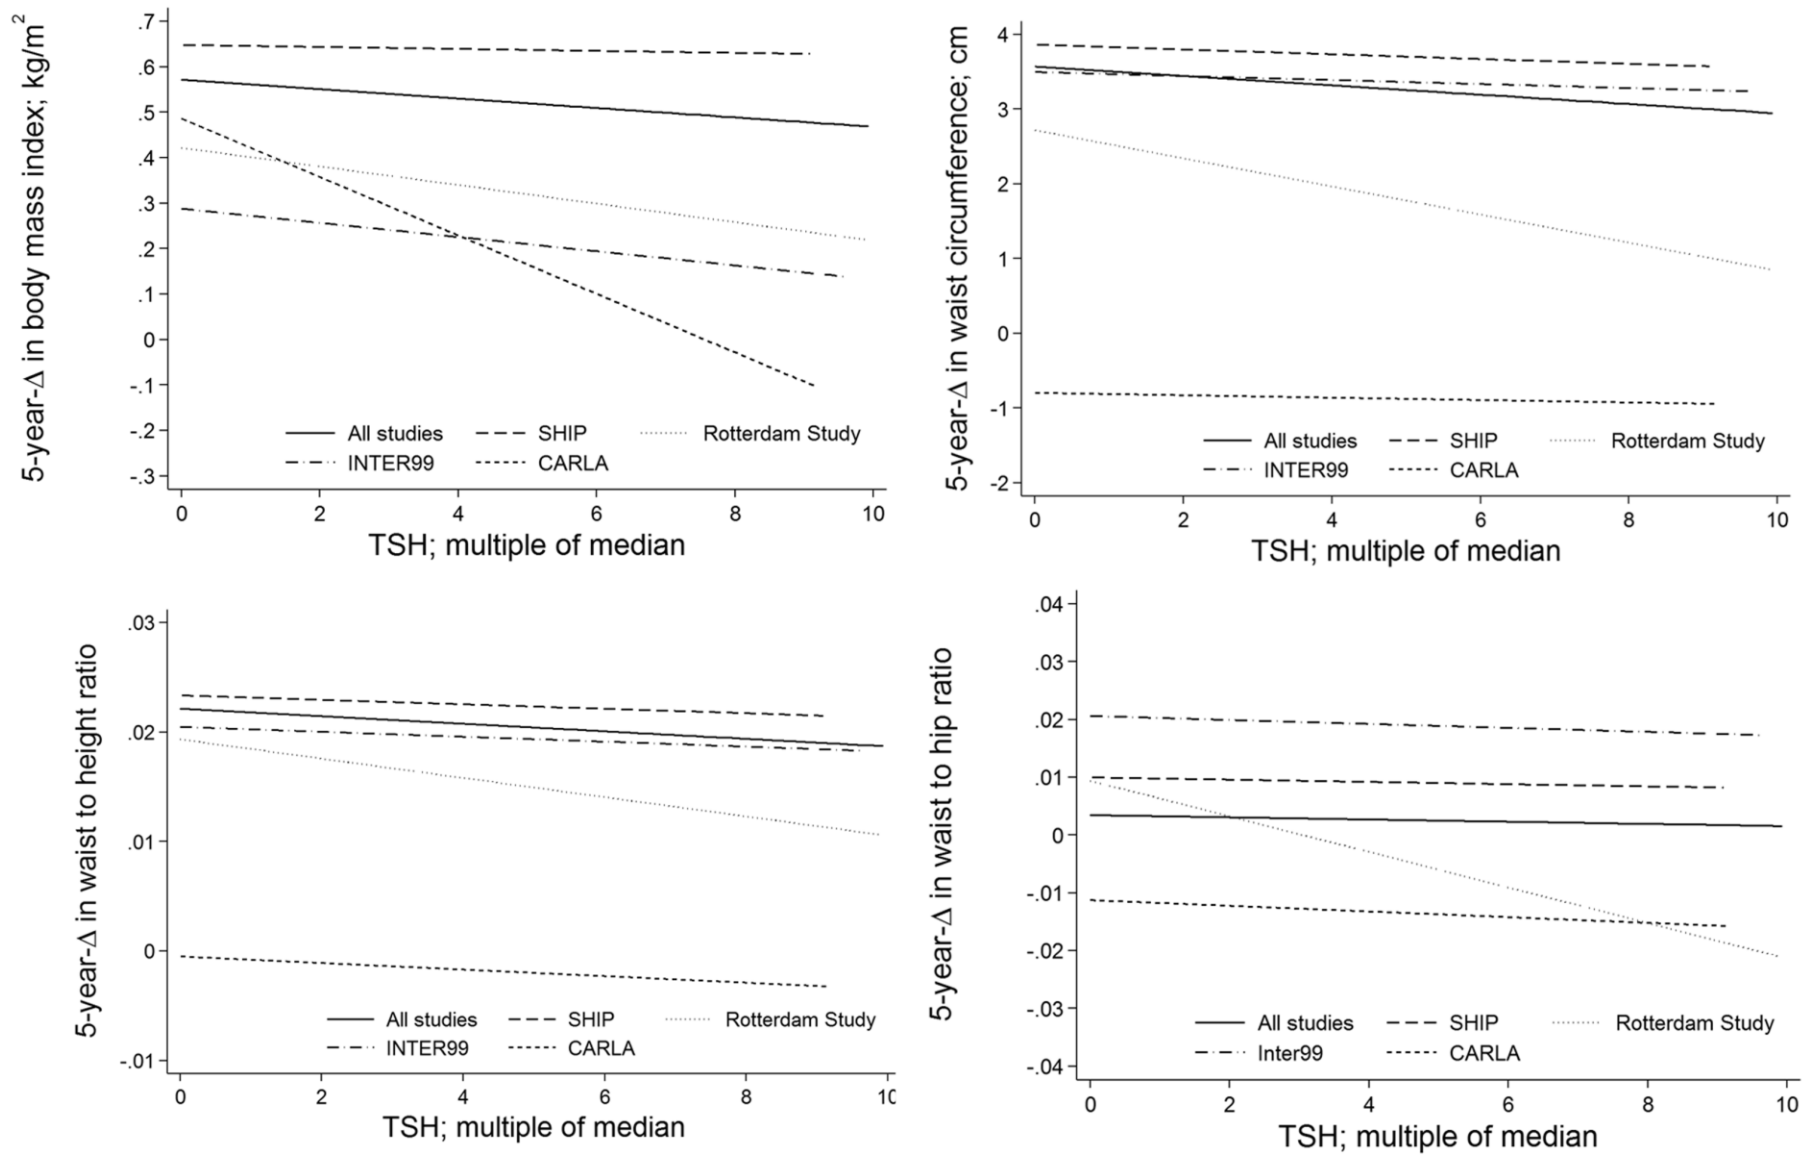 5-year-Δ in body mass index; kg/m²
.7
.6
.5
.4
.3
.2
.1
0
-.1
-.2
-.3
All studies SHIP Rotterdam Study
INTER99 CARLA
0 2 4 6 8 10
TSH; multiple of median
5-year-Δ in waist circumference; cm
4
3
2
1
0
-1
-2
All studies SHIP Rotterdam Study
INTER99 CARLA
0 2 4 6 8 10
TSH; multiple of median
5-year-Δ in waist to height ratio
.03
.02
.01
0
-.01
All studies SHIP Rotterdam Study
INTER99 CARLA
0 2 4 6 8 10
TSH; multiple of median
5-year-Δ in waist to hip ratio
.04
.03
.02
.01
0
-.01
-.02
-.03
-.04
All studies SHIP Rotterdam Study
Inter99 CARLA
0 2 4 6 8 10
TSH; multiple of median